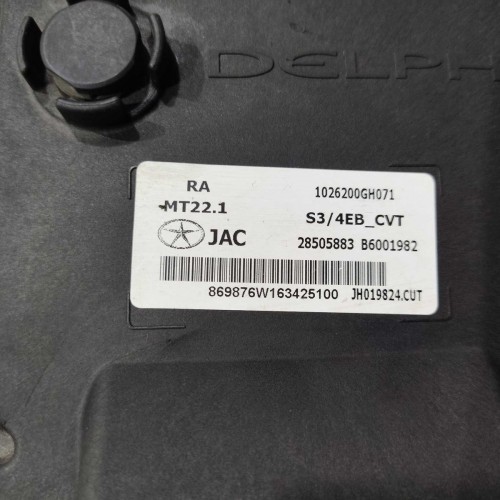 DELPH
RA
MT22.1
JAC
1026200GH071
S3/4EB_CVT
28505883 B6001982
869876W163425100
JH019824.CUT